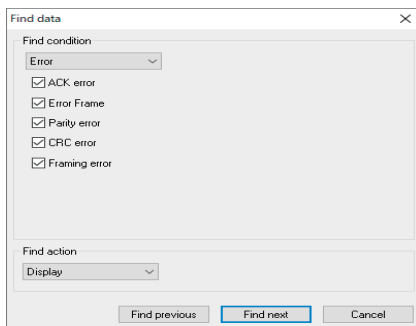 Find data
Find condition
Error
ACK error
Error Frame
Parity error
CRC error
Framing error
Find action
Display
Find previous Find next Cancel